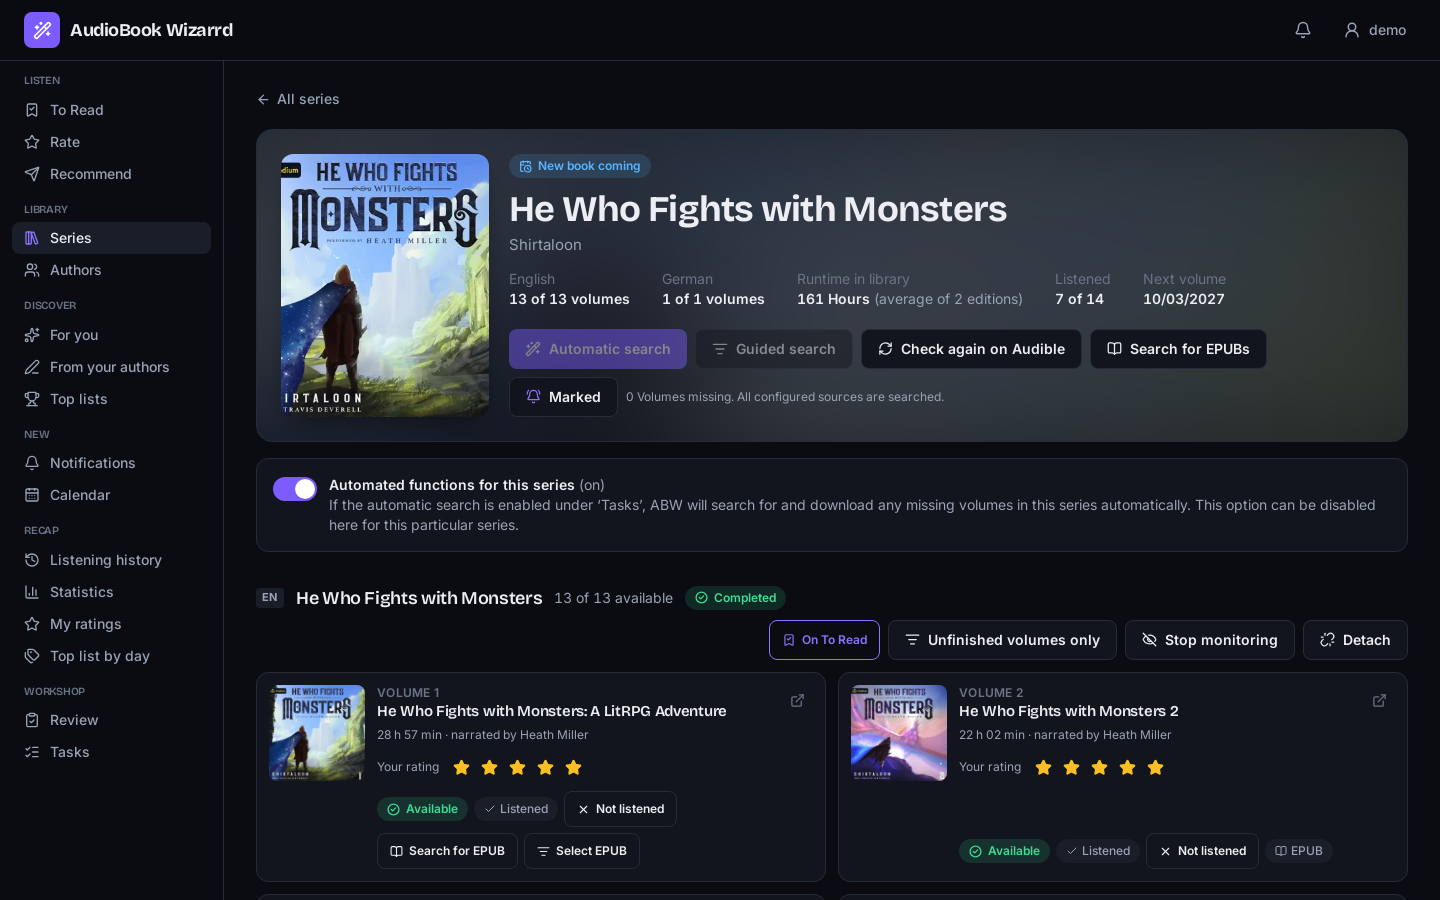 AudioBook Wizarrd
demo
LISTEN
To Read
Rate
Recommend
LIBRARY
Series
Authors
DISCOVER
For you
From your authors
Top lists
NEW
Notifications
Calendar
RECAP
Listening history
Statistics
My ratings
Top list by day
WORKSHOP
Review
Tasks
All series
dium
HE WHO FIGHTS
WITH
MONSTERS
PERFORMED BY HEATH MILLER
IRTALOON
TRAVIS DEVERELL
New book coming
He Who Fights with Monsters
Shirtaloon
English
13 of 13 volumes
German
1 of 1 volumes
Runtime in library
161 Hours (average of 2 editions)
Listened
7 of 14
Next volume
10/03/2027
Automatic search
Guided search
Check again on Audible
Search for EPUBs
Marked
0 Volumes missing. All configured sources are searched.
Automated functions for this series (on)
If the automatic search is enabled under ‘Tasks’, ABW will search for and download any missing volumes in this series automatically. This option can be disabled
here for this particular series.
EN
He Who Fights with Monsters
13 of 13 available
Completed
On To Read
Unfinished volumes only
Stop monitoring
Detach
HE WHO FIGHTS
MONSTERS
SHIRTALOON
1
VOLUME 1
He Who Fights with Monsters: A LitRPG Adventure
28 h 57 min · narrated by Heath Miller
Your rating
Available
Listened
Not listened
Search for EPUB
Select EPUB
HE WHO FIGHTS
MONSTERS
SHIRTALOON
2
VOLUME 2
He Who Fights with Monsters 2
22 h 02 min · narrated by Heath Miller
Your rating
Available
Listened
Not listened
EPUB